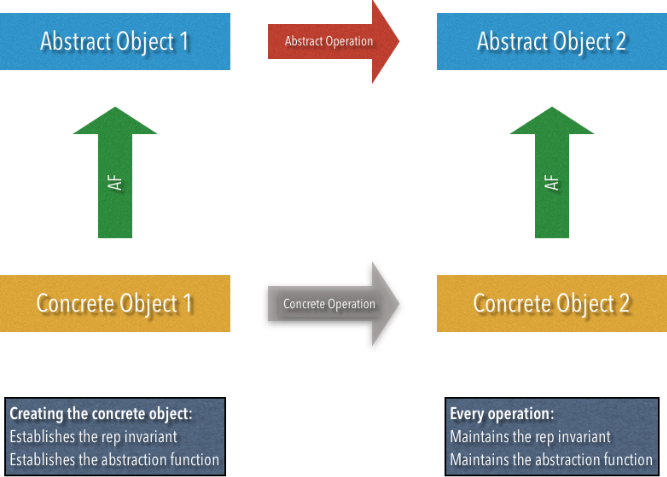 Abstract Object 1
Abstract Operation
Abstract Object 2
AF
AF
Concrete Object 1
Concrete Operation
Concrete Object 2
Creating the concrete object:
Establishes the rep invariant
Establishes the abstraction function
Every operation:
Maintains the rep invariant
Maintains the abstraction function